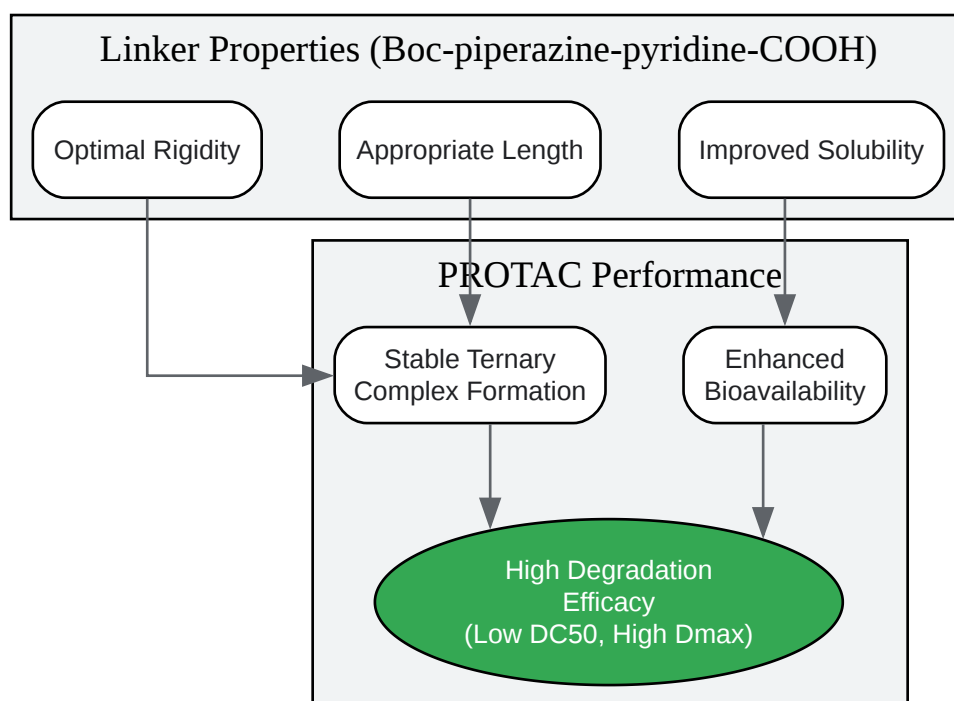 Linker Properties (Boc-piperazine-pyridine-COOH)
Optimal Rigidity
Appropriate Length
Improved Solubility
PROTAC Performance
Stable Ternary
Complex Formation
Enhanced
Bioavailability
High Degradation
Efficacy
(Low DC50, High Dmax)